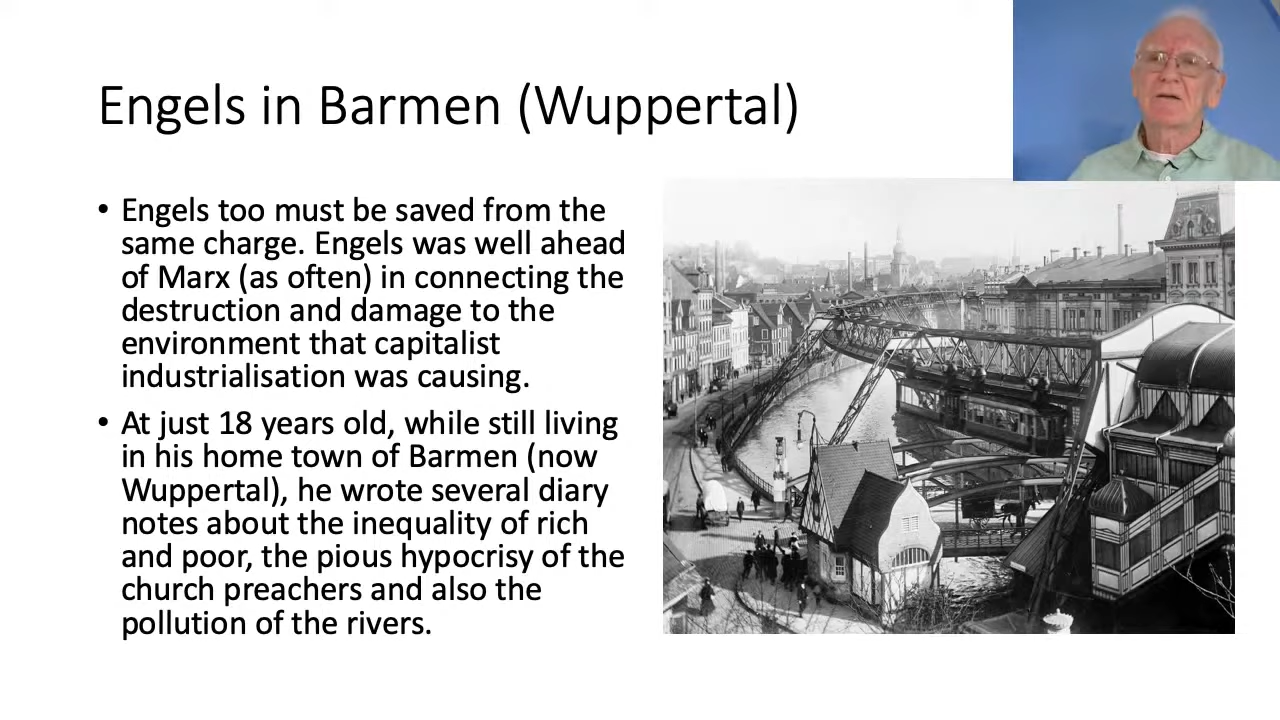 Engels in Barmen (Wuppertal)
• Engels too must be saved from the
same charge. Engels was well ahead
of Marx (as often) in connecting the
destruction and damage to the
environment that capitalist
industrialisation was causing.
• At just 18 years old, while still living
in his home town of Barmen (now
Wuppertal), he wrote several diary
notes about the inequality of rich
and poor, the pious hypocrisy of the
church preachers and also the
pollution of the rivers.